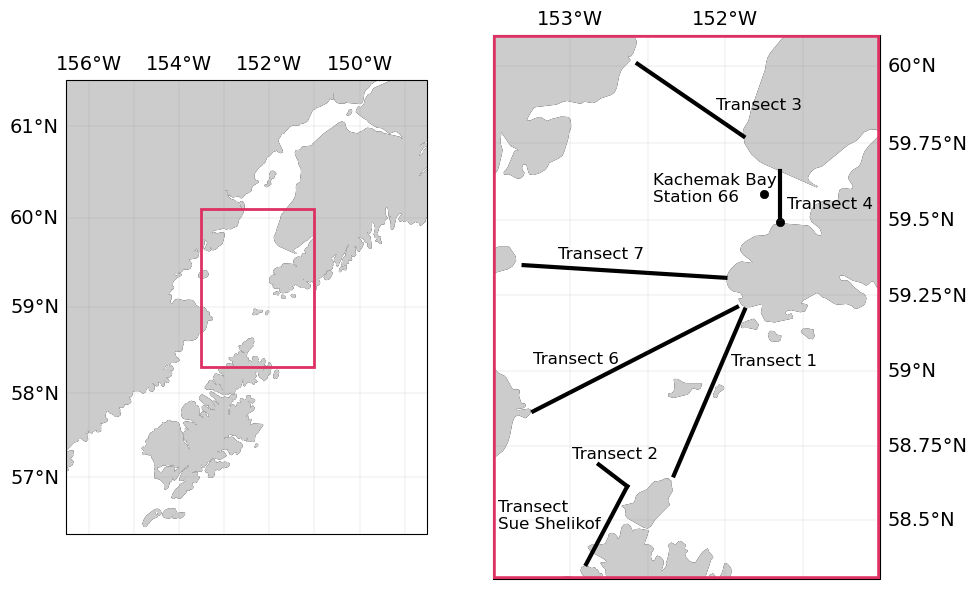 156°W 154°W 152°W 150°W
61°N
60°N
59°N
58°N
57°N
153°W 152°W
60°N
59.75°N
59.5°N
59.25°N
59°N
58.75°N
58.5°N
Transect 3
Kachemak Bay
Station 66
Transect 4
Transect 7
Transect 6
Transect 1
Transect 2
Transect
Sue Shelikof